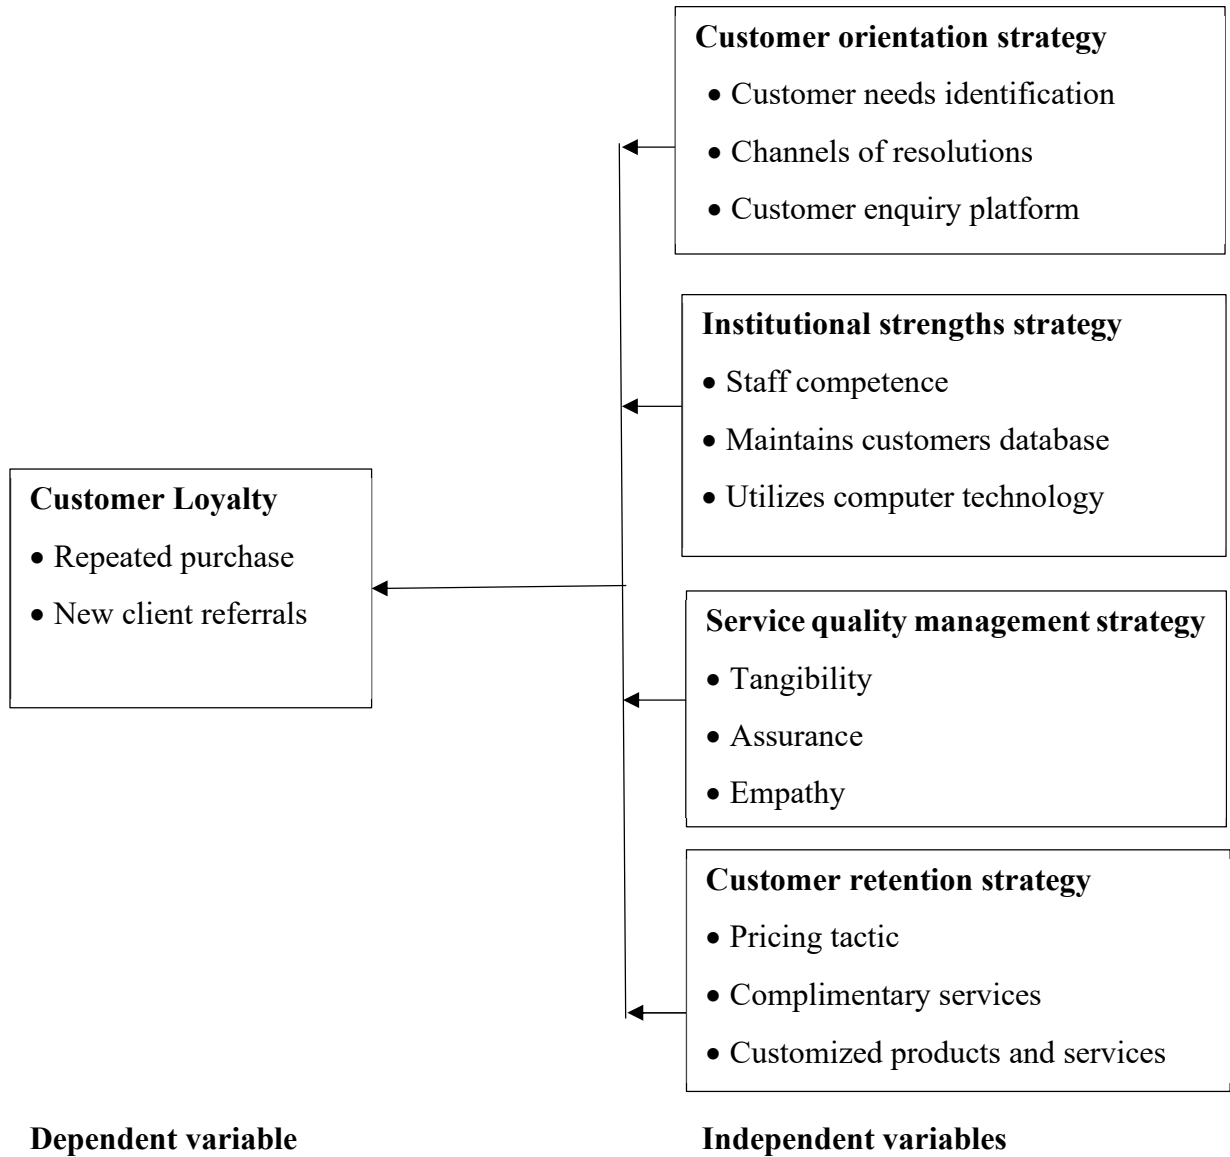 Customer orientation strategy
• Customer needs identification
• Channels of resolutions
• Customer enquiry platform
Institutional strengths strategy
• Staff competence
• Maintains customers database
• Utilizes computer technology
Customer Loyalty
• Repeated purchase
• New client referrals
Service quality management strategy
• Tangibility
• Assurance
• Empathy
Customer retention strategy
• Pricing tactic
• Complimentary services
• Customized products and services
Dependent variable
Independent variables